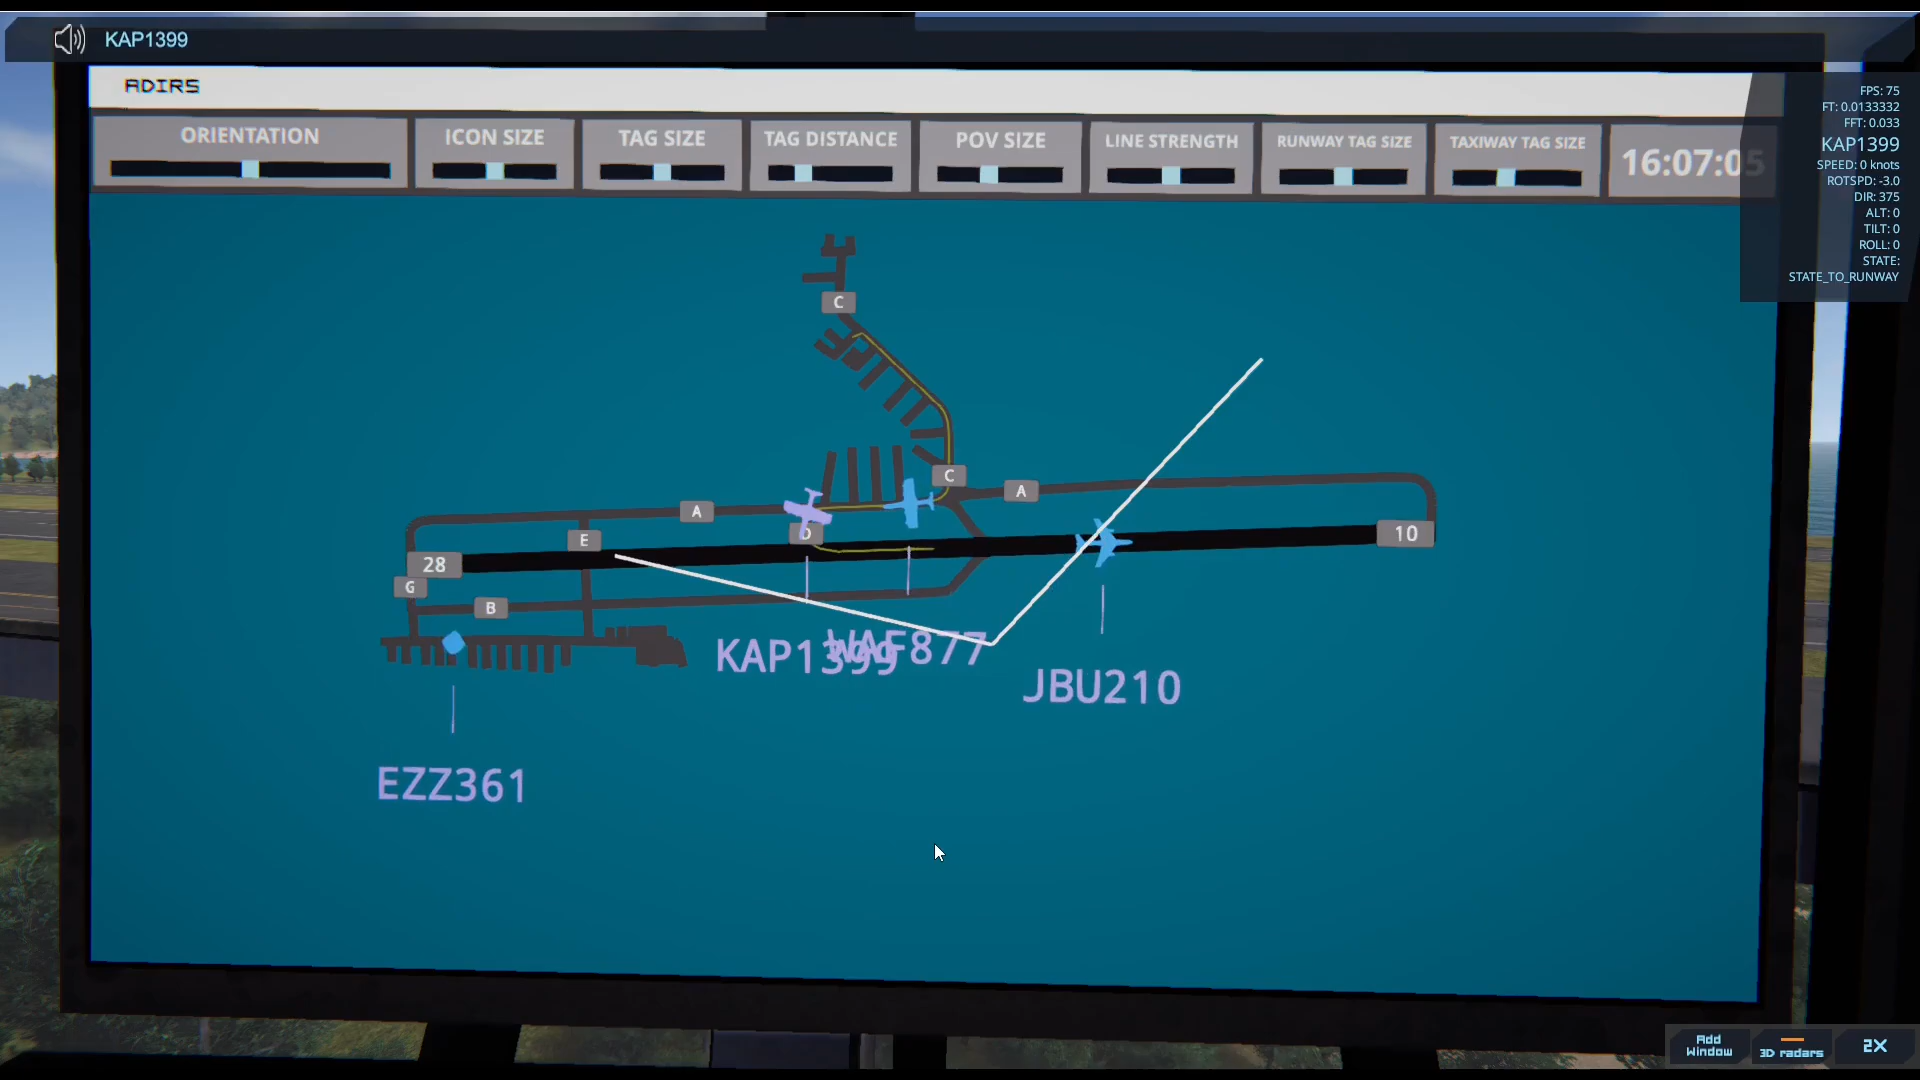 KAP1399
ADIRS
ORIENTATION
ICON SIZE
TAG SIZE
TAG DISTANCE
POV SIZE
LINE STRENGTH
RUNWAY TAG SIZE
TAXIWAY TAG SIZE
16:07:05
FPS: 75
FT: 0.0133332
FFT: 0.033
KAP1399
SPEED: 0 knots
ROTSPD: -3.0
DIR: 375
ALT: 0
TILT: 0
ROLL: 0
STATE:
STATE_TO_RUNWAY
C
C
A
A
D
E
10
28
G
B
KAP1399
WAF877
JBU210
EZZ361
Add Window
3D radars
2X